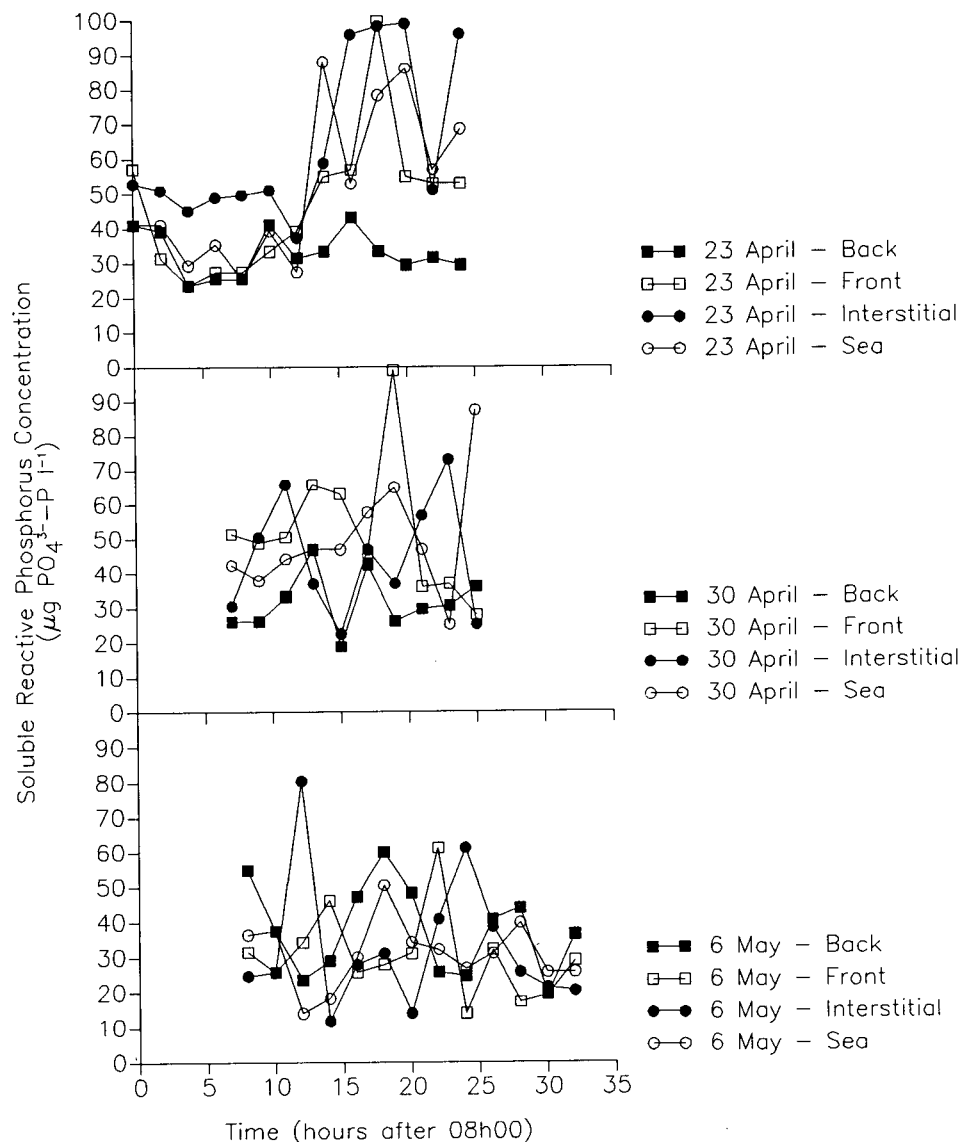 100
90
80
70
60
50
40
30
20
10
0
90
80
70
60
50
40
30
20
10
0
90
80
70
60
50
40
30
20
10
0
0 5 10 15 20 25 30 35
Soluble Reactive Phosphorus Concentration
(μg PO₄³⁻–P l⁻¹)
Time (hours after 08h00)
23 April – Back
23 April – Front
23 April – Interstitial
23 April – Sea
30 April – Back
30 April – Front
30 April – Interstitial
30 April – Sea
6 May – Back
6 May – Front
6 May – Interstitial
6 May – Sea